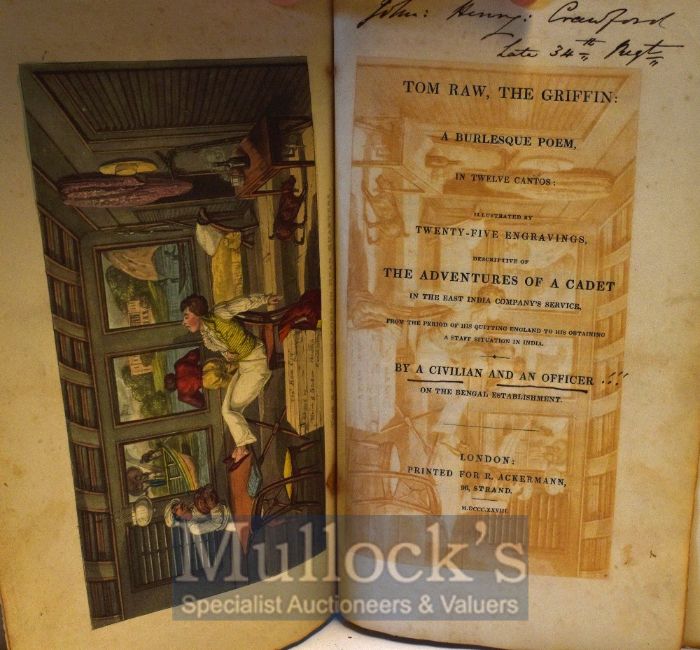 John: Henry: Crawford
Late 34th Regt
TOM RAW, THE GRIFFIN:
A BURLESQUE POEM,
IN TWELVE CANTOS:
ILLUSTRATED BY
TWENTY-FIVE ENGRAVINGS,
DESCRIPTIVE OF
THE ADVENTURES OF A CADET
IN THE EAST INDIA COMPANY'S SERVICE,
FROM THE PERIOD OF HIS QUITTING ENGLAND TO HIS OBTAINING
A STAFF SITUATION IN INDIA.
BY A CIVILIAN AND AN OFFICER !!!
ON THE BENGAL ESTABLISHMENT.
LONDON:
PRINTED FOR R. ACKERMANN,
96, STRAND.
M.DCCC.XXVIII.
Mullock's
Specialist Auctioneers & Valuers